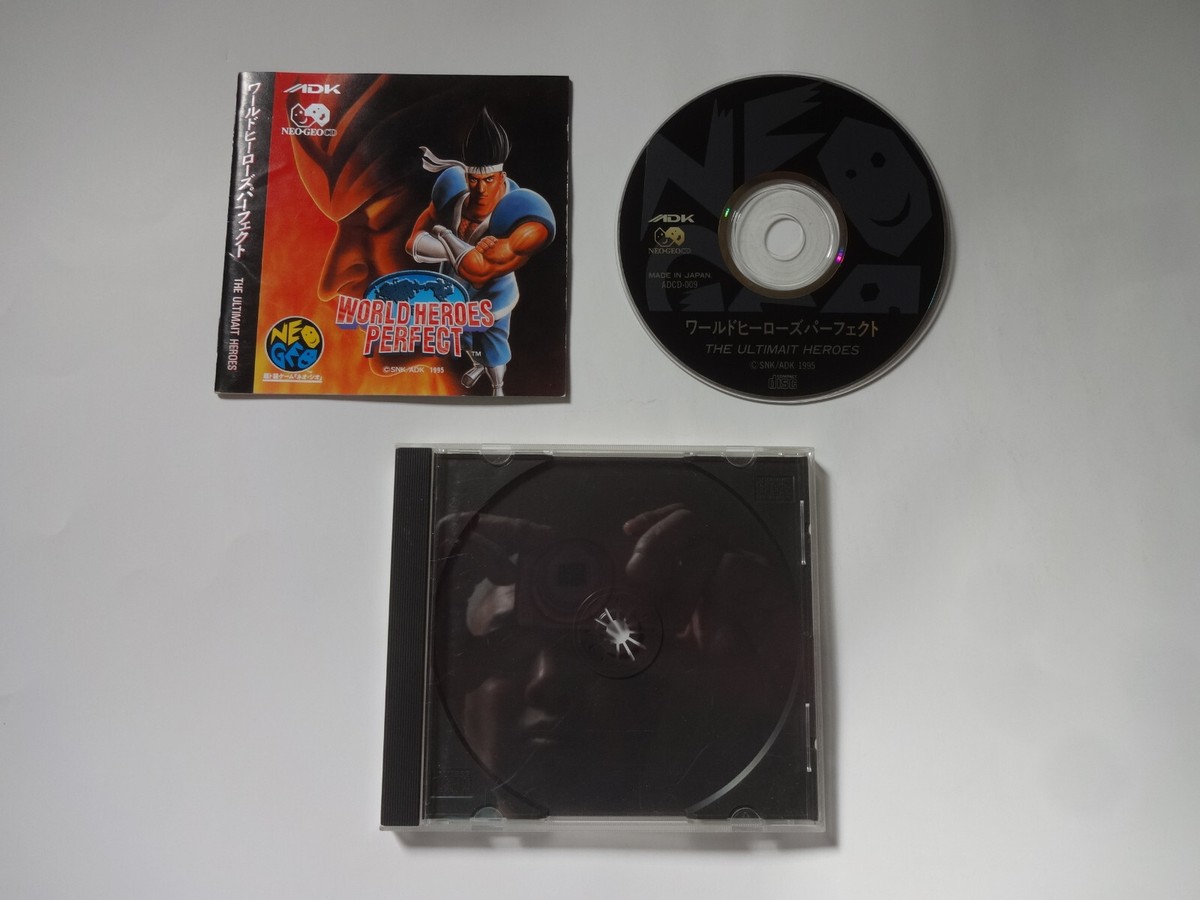 ワールドヒーローズパーフェクト THE ULTIMAIT HEROES
ADK
NEO·GEO CD
WORLD HEROES
PERFECT
TM
©SNK/ADK 1995
NEO
GEO
NEO
GEO
ADK
NEO·GEO CD
MADE IN JAPAN.
ADCD-009
ワールドヒーローズパーフェクト
THE ULTIMAIT HEROES
©SNK/ADK 1995
disc